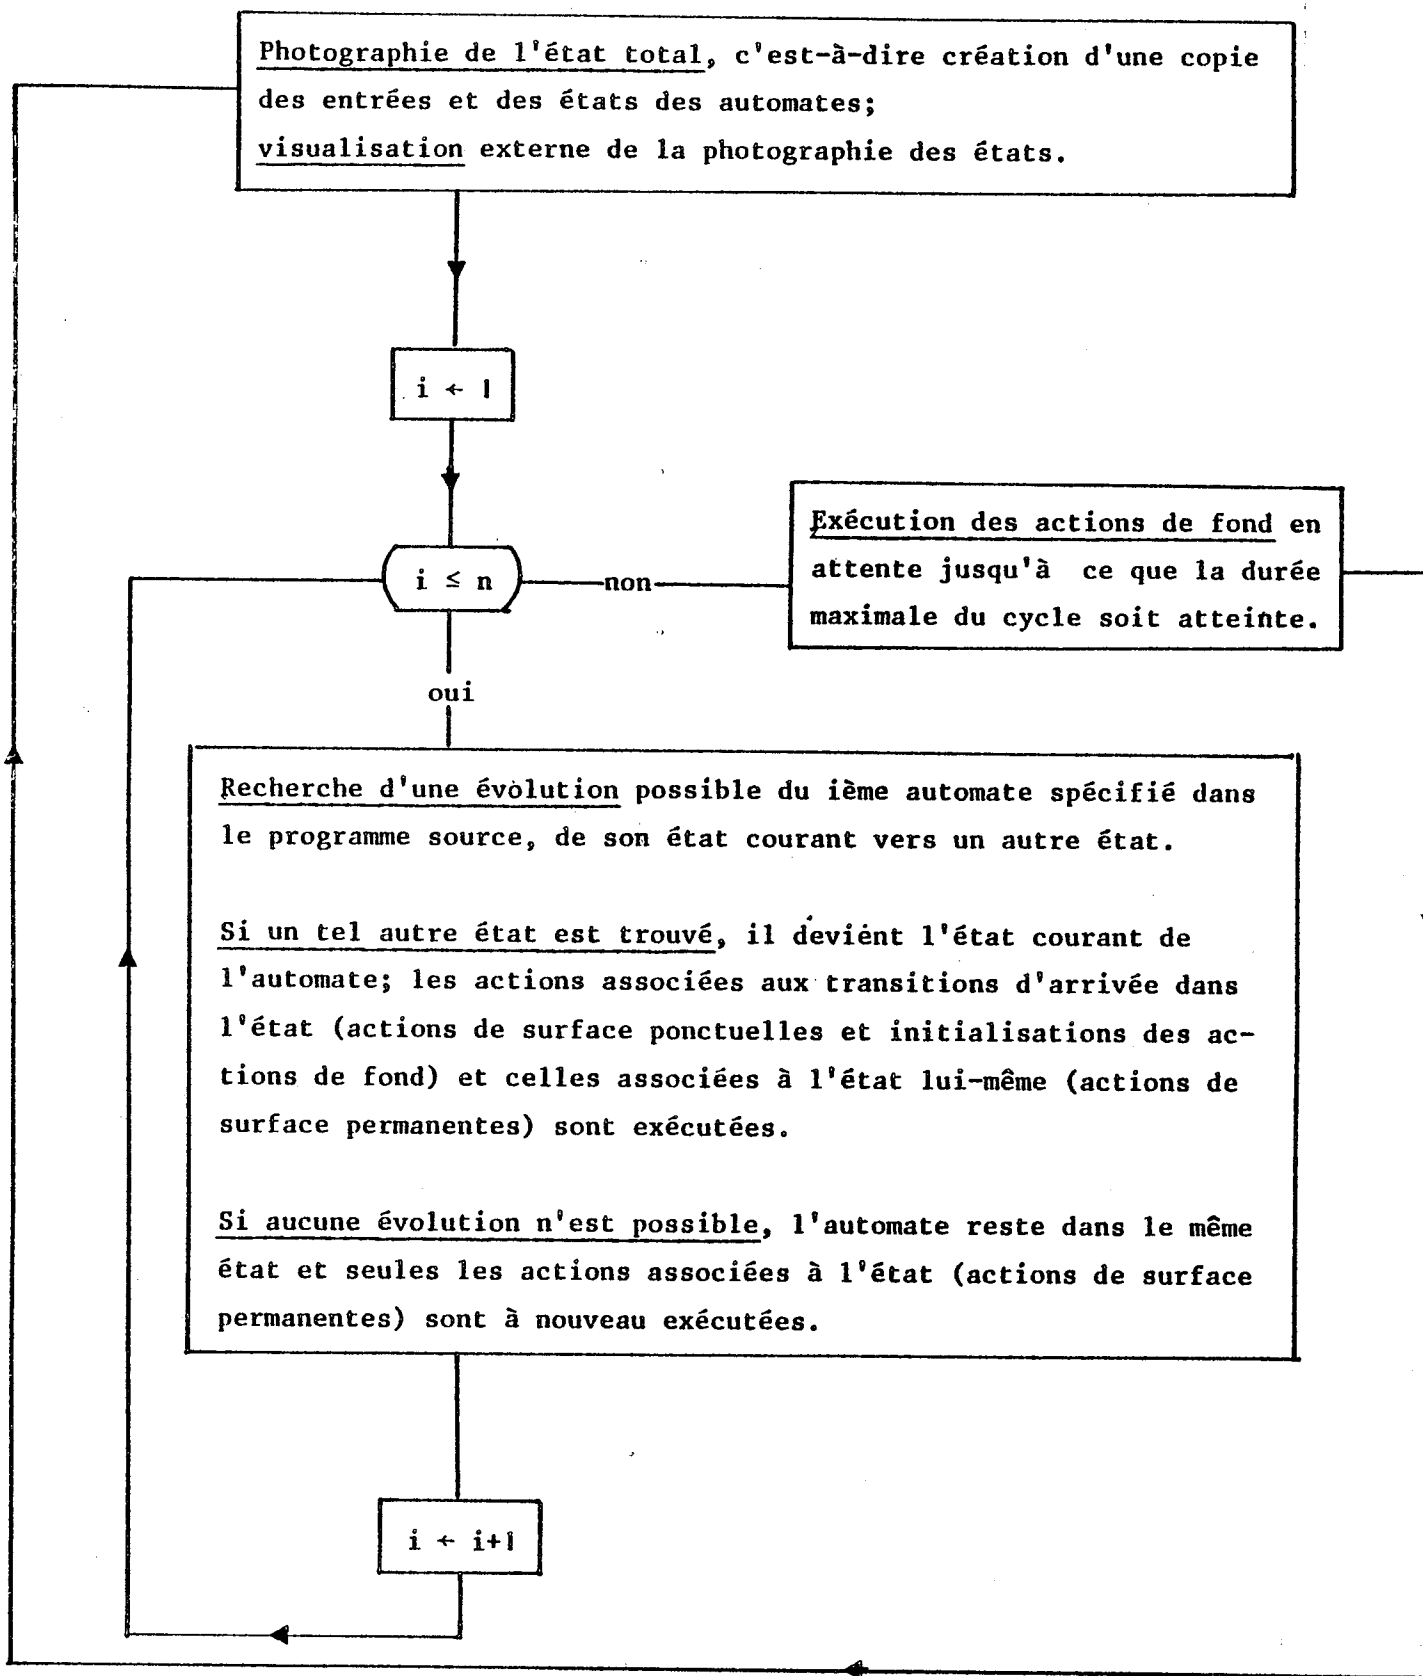 Photographie de l'état total, c'est-à-dire création d'une copie
des entrées et des états des automates;
visualisation externe de la photographie des états.
i ← 1
i ≤ n
non
Exécution des actions de fond en
attente jusqu'à ce que la durée
maximale du cycle soit atteinte.
oui
Recherche d'une évolution possible du ième automate spécifié dans
le programme source, de son état courant vers un autre état.
Si un tel autre état est trouvé, il devient l'état courant de
l'automate; les actions associées aux transitions d'arrivée dans
l'état (actions de surface ponctuelles et initialisations des ac-
tions de fond) et celles associées à l'état lui-même (actions de
surface permanentes) sont exécutées.
Si aucune évolution n'est possible, l'automate reste dans le même
état et seules les actions associées à l'état (actions de surface
permanentes) sont à nouveau exécutées.
i ← i+1